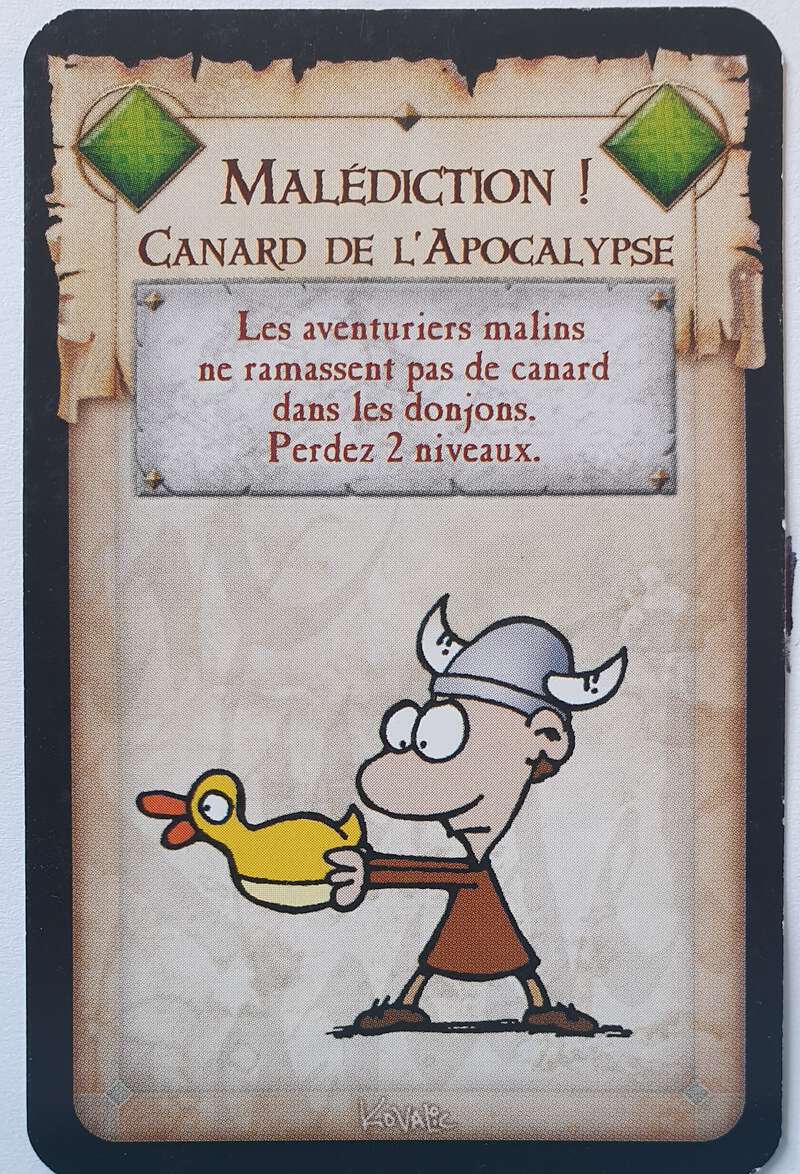 Malédiction !
Canard de l'Apocalypse
Les aventuriers malins
ne ramassent pas de canard
dans les donjons.
Perdez 2 niveaux.
KOVALIC